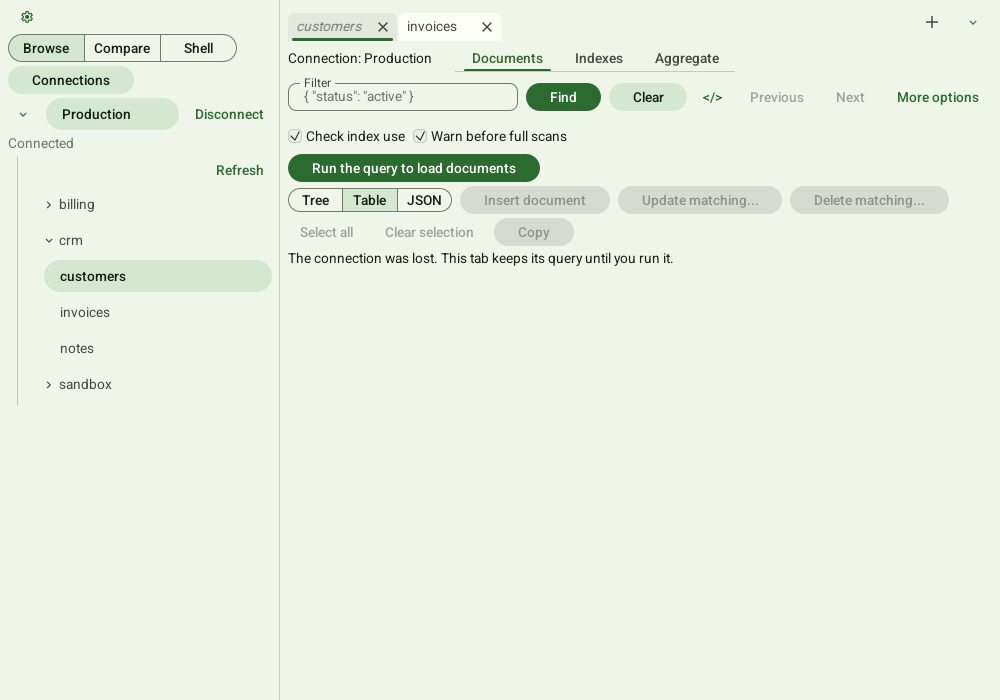 Browse Compare Shell
Connections
Production Disconnect
Connected
Refresh
billing
crm
customers
invoices
notes
sandbox
customers invoices
Connection: Production Documents Indexes Aggregate
Filter
{ "status": "active" } Find Clear </> Previous Next More options
Check index use Warn before full scans
Run the query to load documents
Tree Table JSON Insert document Update matching... Delete matching...
Select all Clear selection Copy
The connection was lost. This tab keeps its query until you run it.